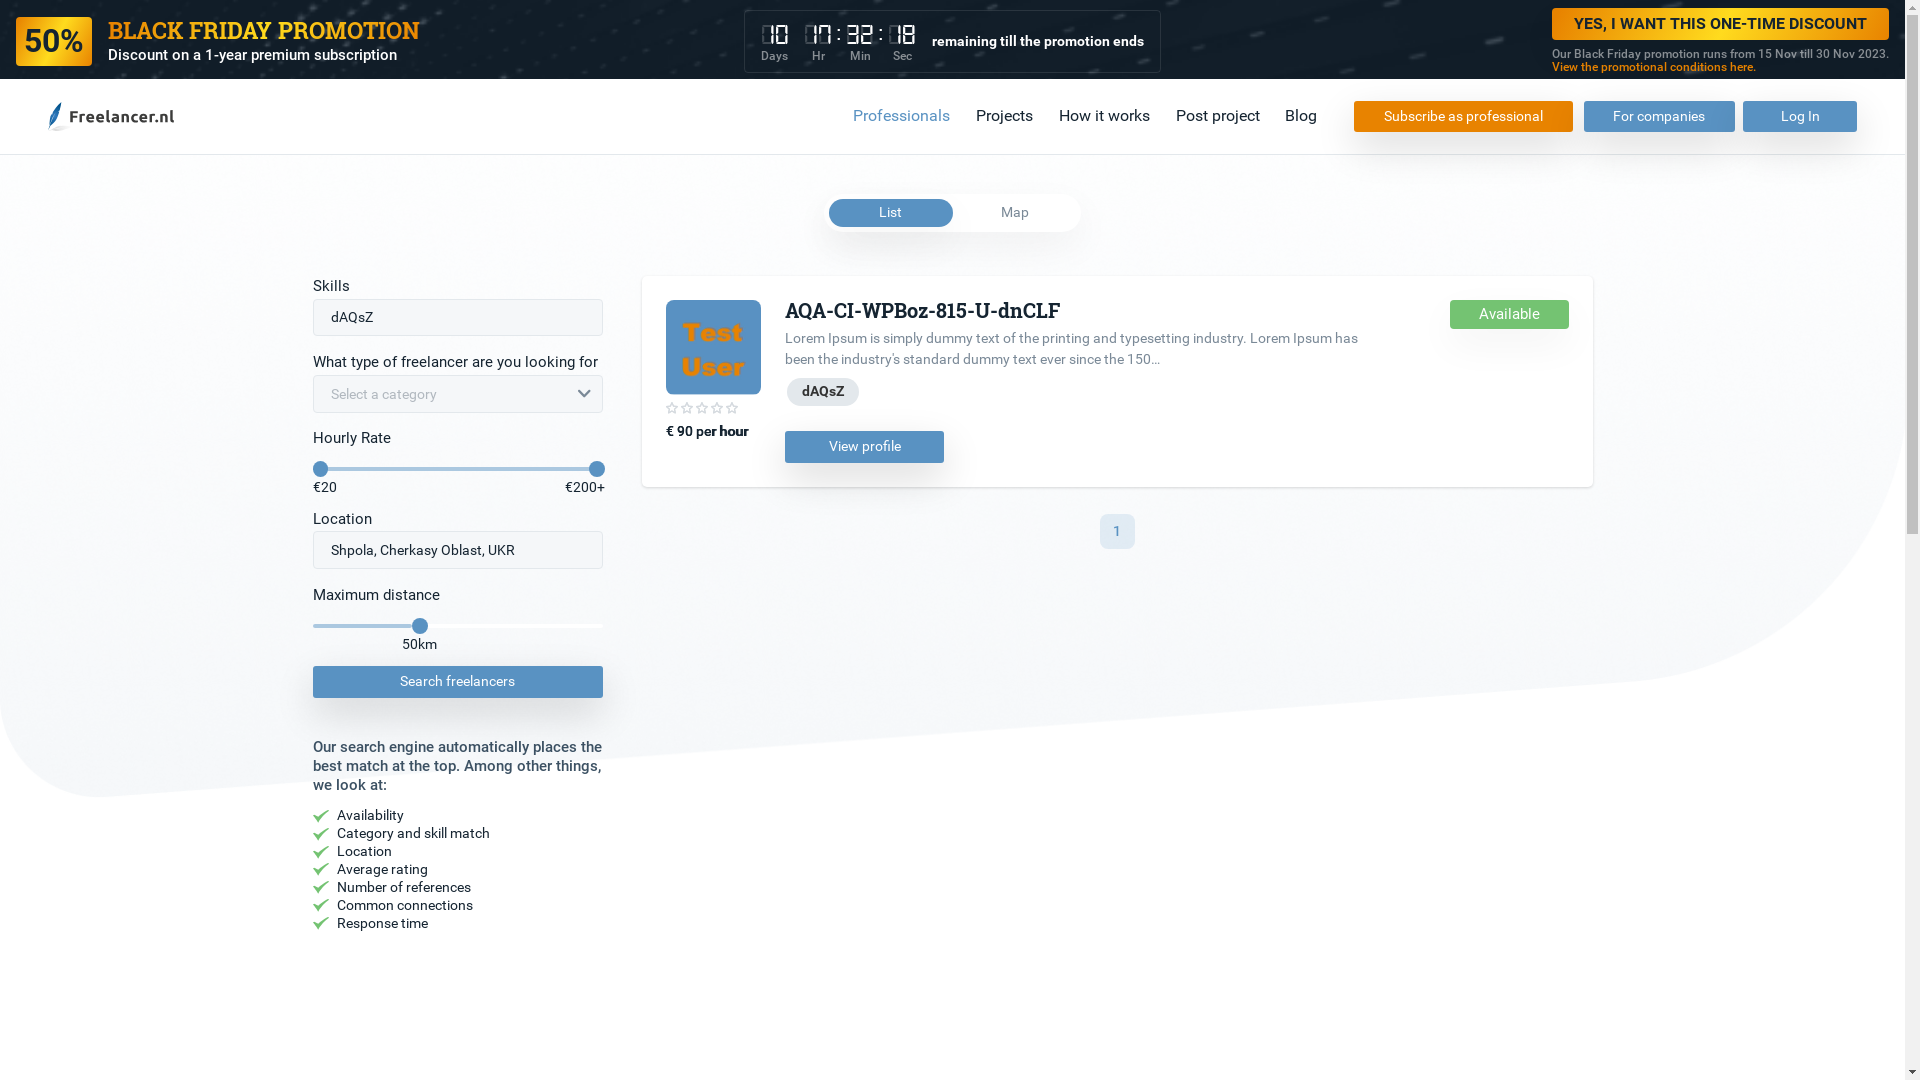 50%
BLACK FRIDAY PROMOTION
Discount on a 1-year premium subscription
10 17 : 32 : 18
Days Hr Min Sec
remaining till the promotion ends
YES, I WANT THIS ONE-TIME DISCOUNT
Our Black Friday promotion runs from 15 Nov till 30 Nov 2023.
View the promotional conditions here.
Freelancer.nl
Professionals
Projects
How it works
Post project
Blog
Subscribe as professional
For companies
Log In
List
Map
Skills
dAQsZ
What type of freelancer are you looking for
Select a category
Hourly Rate
€20 €200+
Location
Shpola, Cherkasy Oblast, UKR
Maximum distance
50km
Search freelancers
Our search engine automatically places the
best match at the top. Among other things,
we look at:
Availability
Category and skill match
Location
Average rating
Number of references
Common connections
Response time
Test
User
€ 90 per hour
AQA-CI-WPBoz-815-U-dnCLF
Lorem Ipsum is simply dummy text of the printing and typesetting industry. Lorem Ipsum has
been the industry's standard dummy text ever since the 150...
dAQsZ
View profile
Available
1